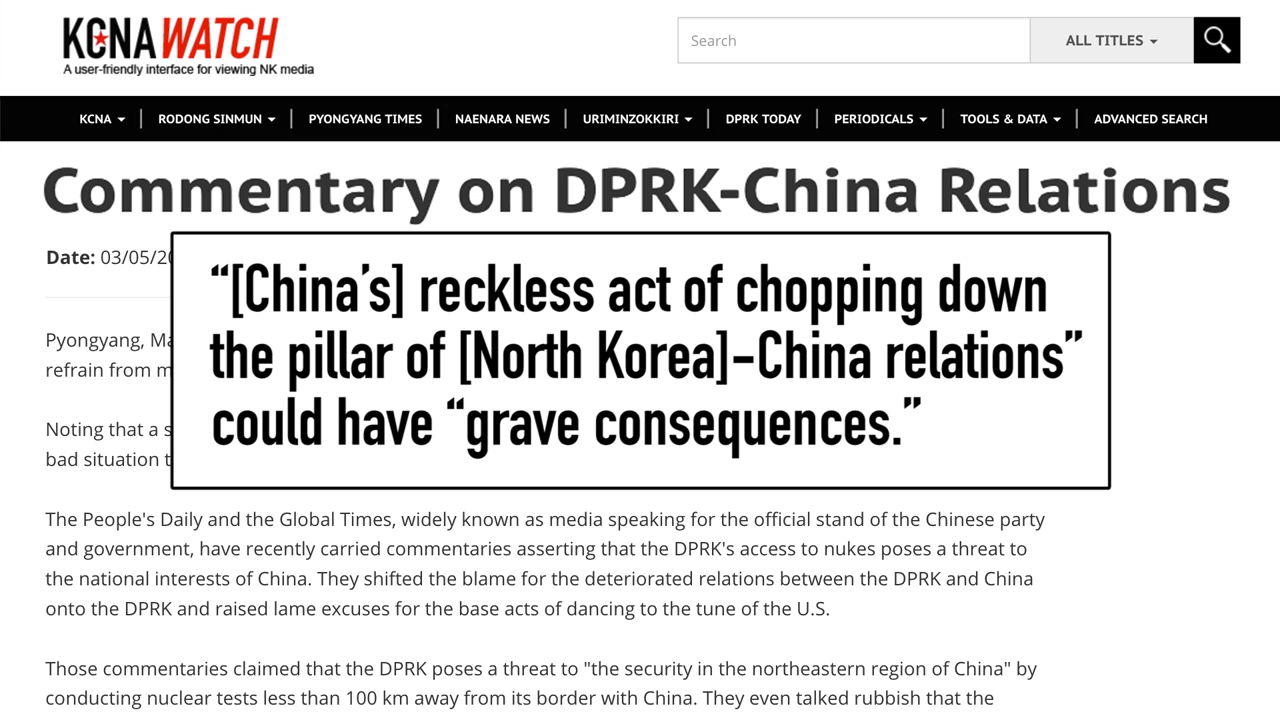 KCNA WATCH
A user-friendly interface for viewing NK media
Search
ALL TITLES
KCNA
RODONG SINMUN
PYONGYANG TIMES
NAENARA NEWS
URIMINZOKKIRI
DPRK TODAY
PERIODICALS
TOOLS & DATA
ADVANCED SEARCH
Commentary on DPRK-China Relations
Date: 03/05/20
“[China’s] reckless act of chopping down
the pillar of [North Korea]-China relations”
could have “grave consequences.”
Pyongyang, Ma
refrain from m
Noting that a s
bad situation t
The People's Daily and the Global Times, widely known as media speaking for the official stand of the Chinese party
and government, have recently carried commentaries asserting that the DPRK's access to nukes poses a threat to
the national interests of China. They shifted the blame for the deteriorated relations between the DPRK and China
onto the DPRK and raised lame excuses for the base acts of dancing to the tune of the U.S.
Those commentaries claimed that the DPRK poses a threat to "the security in the northeastern region of China" by
conducting nuclear tests less than 100 km away from its border with China. They even talked rubbish that the